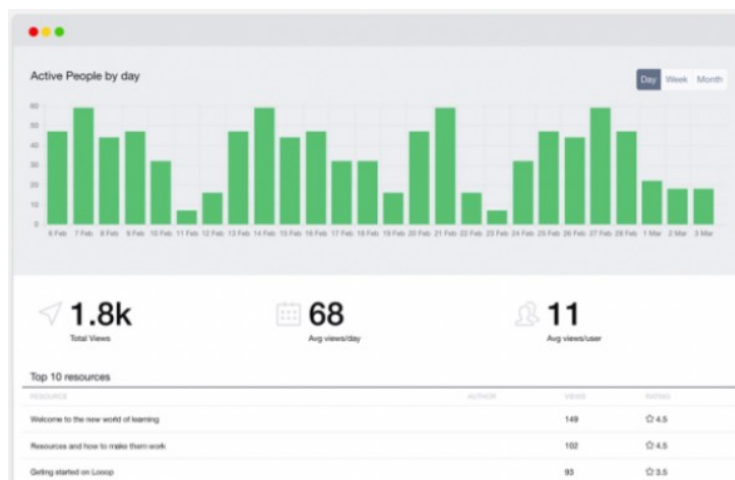 Active People by day
Day Week Month
60
50
40
30
20
10
0
6 Feb 7 Feb 8 Feb 9 Feb 10 Feb 11 Feb 12 Feb 13 Feb 14 Feb 15 Feb 16 Feb 17 Feb 18 Feb 19 Feb 20 Feb 21 Feb 22 Feb 23 Feb 24 Feb 25 Feb 26 Feb 27 Feb 28 Feb 1 Mar 2 Mar 3 Mar
1.8k 68 11
Total Views Avg views/day Avg views/user
Top 10 resources
RESOURCE AUTHOR VIEWS RATING
Welcome to the new world of learning 149 4.5
Resources and how to make them work 102 4.5
Geting started on Looop 93 3.5